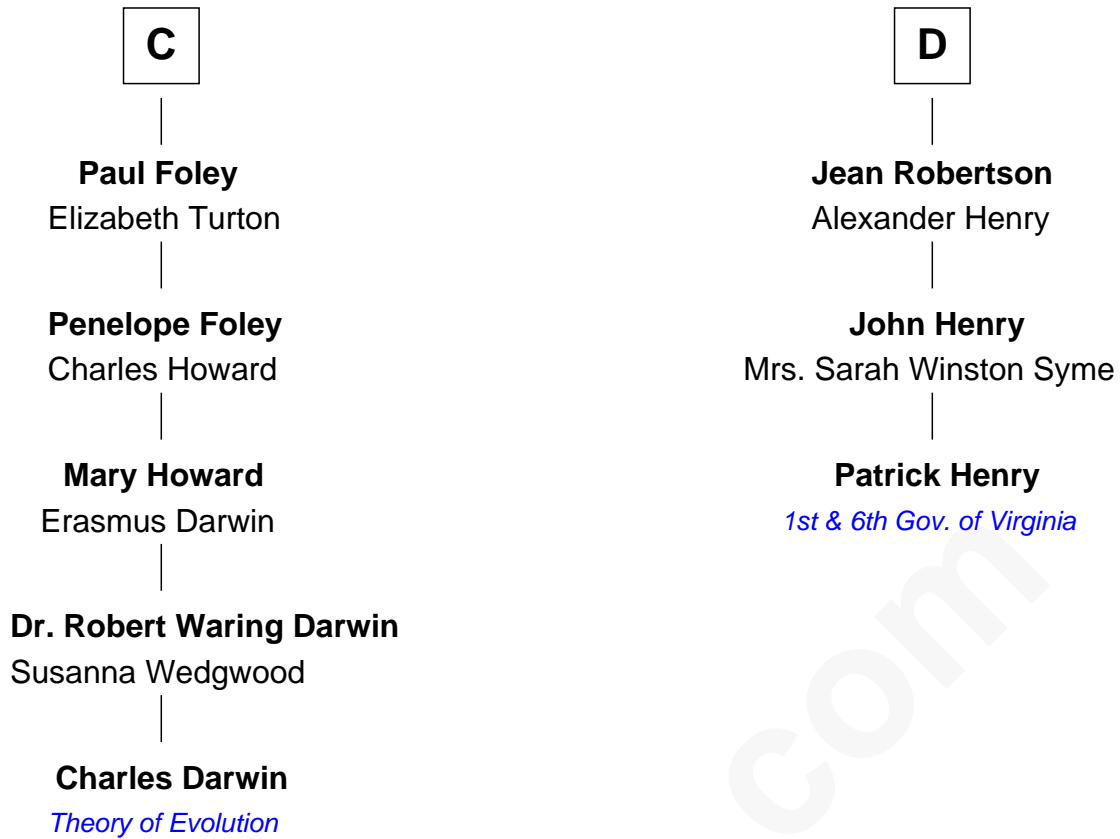 C
Paul Foley
Elizabeth Turton
Penelope Foley
Charles Howard
Mary Howard
Erasmus Darwin
Dr. Robert Waring Darwin
Susanna Wedgwood
Charles Darwin
Theory of Evolution
D
Jean Robertson
Alexander Henry
John Henry
Mrs. Sarah Winston Syme
Patrick Henry
1st & 6th Gov. of Virginia
com